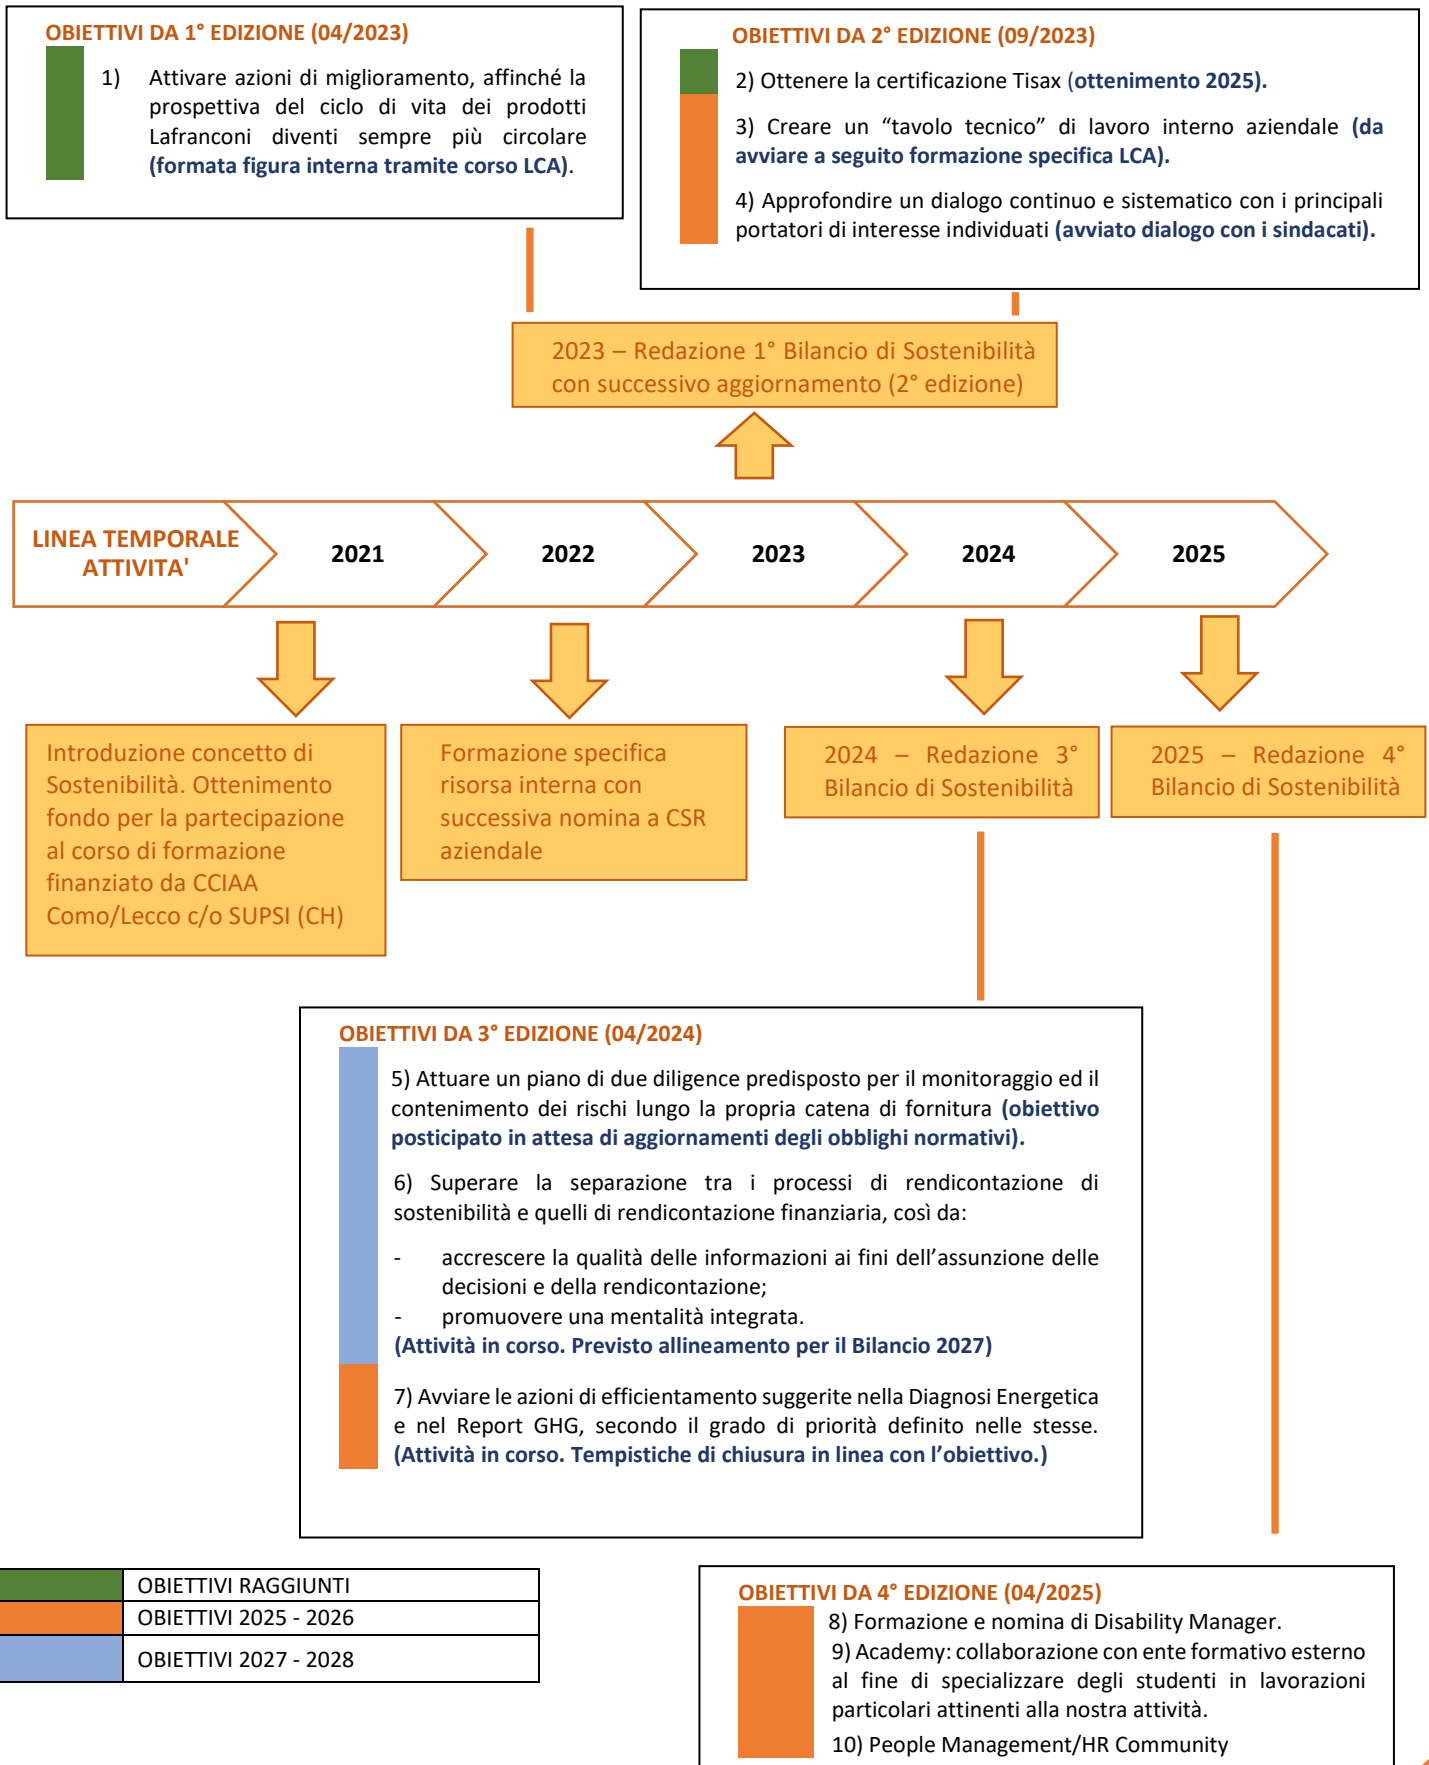 OBIETTIVI DA 1° EDIZIONE (04/2023)
1) Attivare azioni di miglioramento, affinché la
prospettiva del ciclo di vita dei prodotti
Lafranconi diventi sempre più circolare
(formata figura interna tramite corso LCA).
OBIETTIVI DA 2° EDIZIONE (09/2023)
2) Ottenere la certificazione Tisax (ottenimento 2025).
3) Creare un “tavolo tecnico” di lavoro interno aziendale (da
avviare a seguito formazione specifica LCA).
4) Approfondire un dialogo continuo e sistematico con i principali
portatori di interesse individuati (avviato dialogo con i sindacati).
2023 – Redazione 1° Bilancio di Sostenibilità
con successivo aggiornamento (2° edizione)
LINEA TEMPORALE
ATTIVITA'
2021
2022
2023
2024
2025
Introduzione concetto di
Sostenibilità. Ottenimento
fondo per la partecipazione
al corso di formazione
finanziato da CCIAA
Como/Lecco c/o SUPSI (CH)
Formazione specifica
risorsa interna con
successiva nomina a CSR
aziendale
2024 – Redazione 3°
Bilancio di Sostenibilità
2025 – Redazione 4°
Bilancio di Sostenibilità
OBIETTIVI DA 3° EDIZIONE (04/2024)
5) Attuare un piano di due diligence predisposto per il monitoraggio ed il
contenimento dei rischi lungo la propria catena di fornitura (obiettivo
posticipato in attesa di aggiornamenti degli obblighi normativi).
6) Superare la separazione tra i processi di rendicontazione di
sostenibilità e quelli di rendicontazione finanziaria, così da:
- accrescere la qualità delle informazioni ai fini dell’assunzione delle
decisioni e della rendicontazione;
- promuovere una mentalità integrata.
(Attività in corso. Previsto allineamento per il Bilancio 2027)
7) Avviare le azioni di efficientamento suggerite nella Diagnosi Energetica
e nel Report GHG, secondo il grado di priorità definito nelle stesse.
(Attività in corso. Tempistiche di chiusura in linea con l’obiettivo.)
OBIETTIVI RAGGIUNTI
OBIETTIVI 2025 - 2026
OBIETTIVI 2027 - 2028
OBIETTIVI DA 4° EDIZIONE (04/2025)
8) Formazione e nomina di Disability Manager.
9) Academy: collaborazione con ente formativo esterno
al fine di specializzare degli studenti in lavorazioni
particolari attinenti alla nostra attività.
10) People Management/HR Community